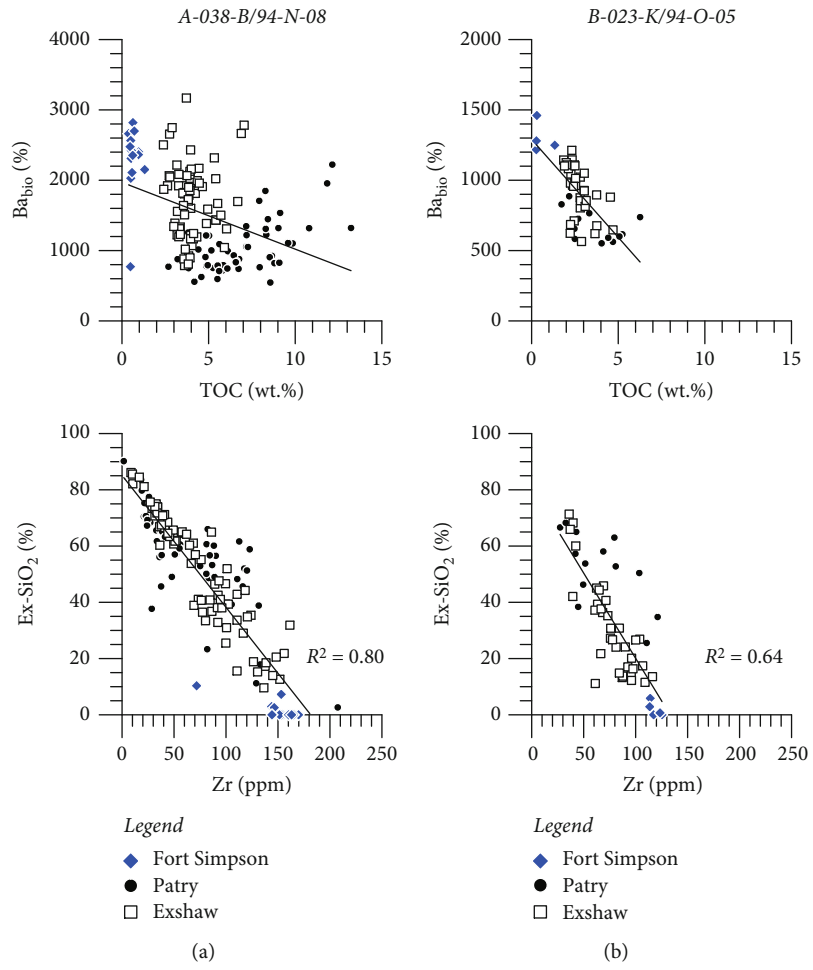 A-038-B/94-N-08
B-023-K/94-O-05
4000
3000
2000
1000
0
Ba_bio (%)
0 5 10 15
TOC (wt.%)
2000
1500
1000
500
0
Ba_bio (%)
0 5 10 15
TOC (wt.%)
100
80
60
40
20
0
Ex-SiO₂ (%)
R² = 0.80
0 50 100 150 200 250
Zr (ppm)
100
80
60
40
20
0
Ex-SiO₂ (%)
R² = 0.64
0 50 100 150 200 250
Zr (ppm)
Legend
Fort Simpson
Patry
Exshaw
(a)
Legend
Fort Simpson
Patry
Exshaw
(b)